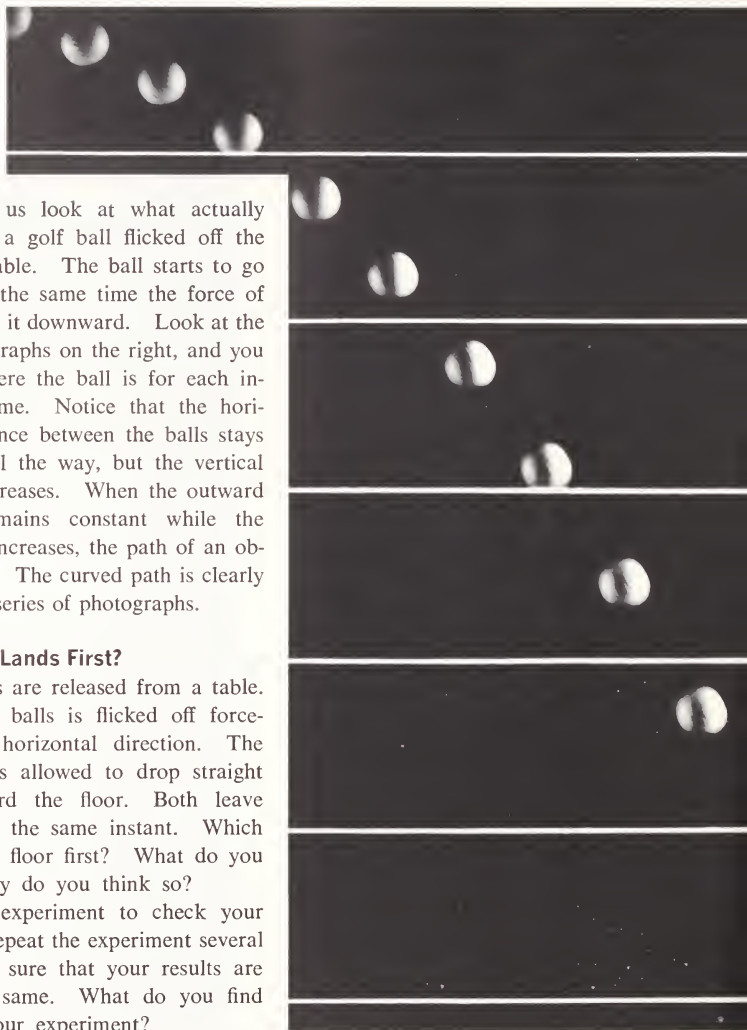 us look at what actually
a golf ball flicked off the
able. The ball starts to go
the same time the force of
it downward. Look at the
raphs on the right, and you
ere the ball is for each in-
me. Notice that the hori-
nce between the balls stays
l the way, but the vertical
reases. When the outward
mains constant while the
ncreases, the path of an ob-
The curved path is clearly
series of photographs.
Lands First?
s are released from a table.
balls is flicked off force-
horizontal direction. The
s allowed to drop straight
rd the floor. Both leave
the same instant. Which
floor first? What do you
y do you think so?
experiment to check your
epeat the experiment several
sure that your results are
same. What do you find
our experiment?